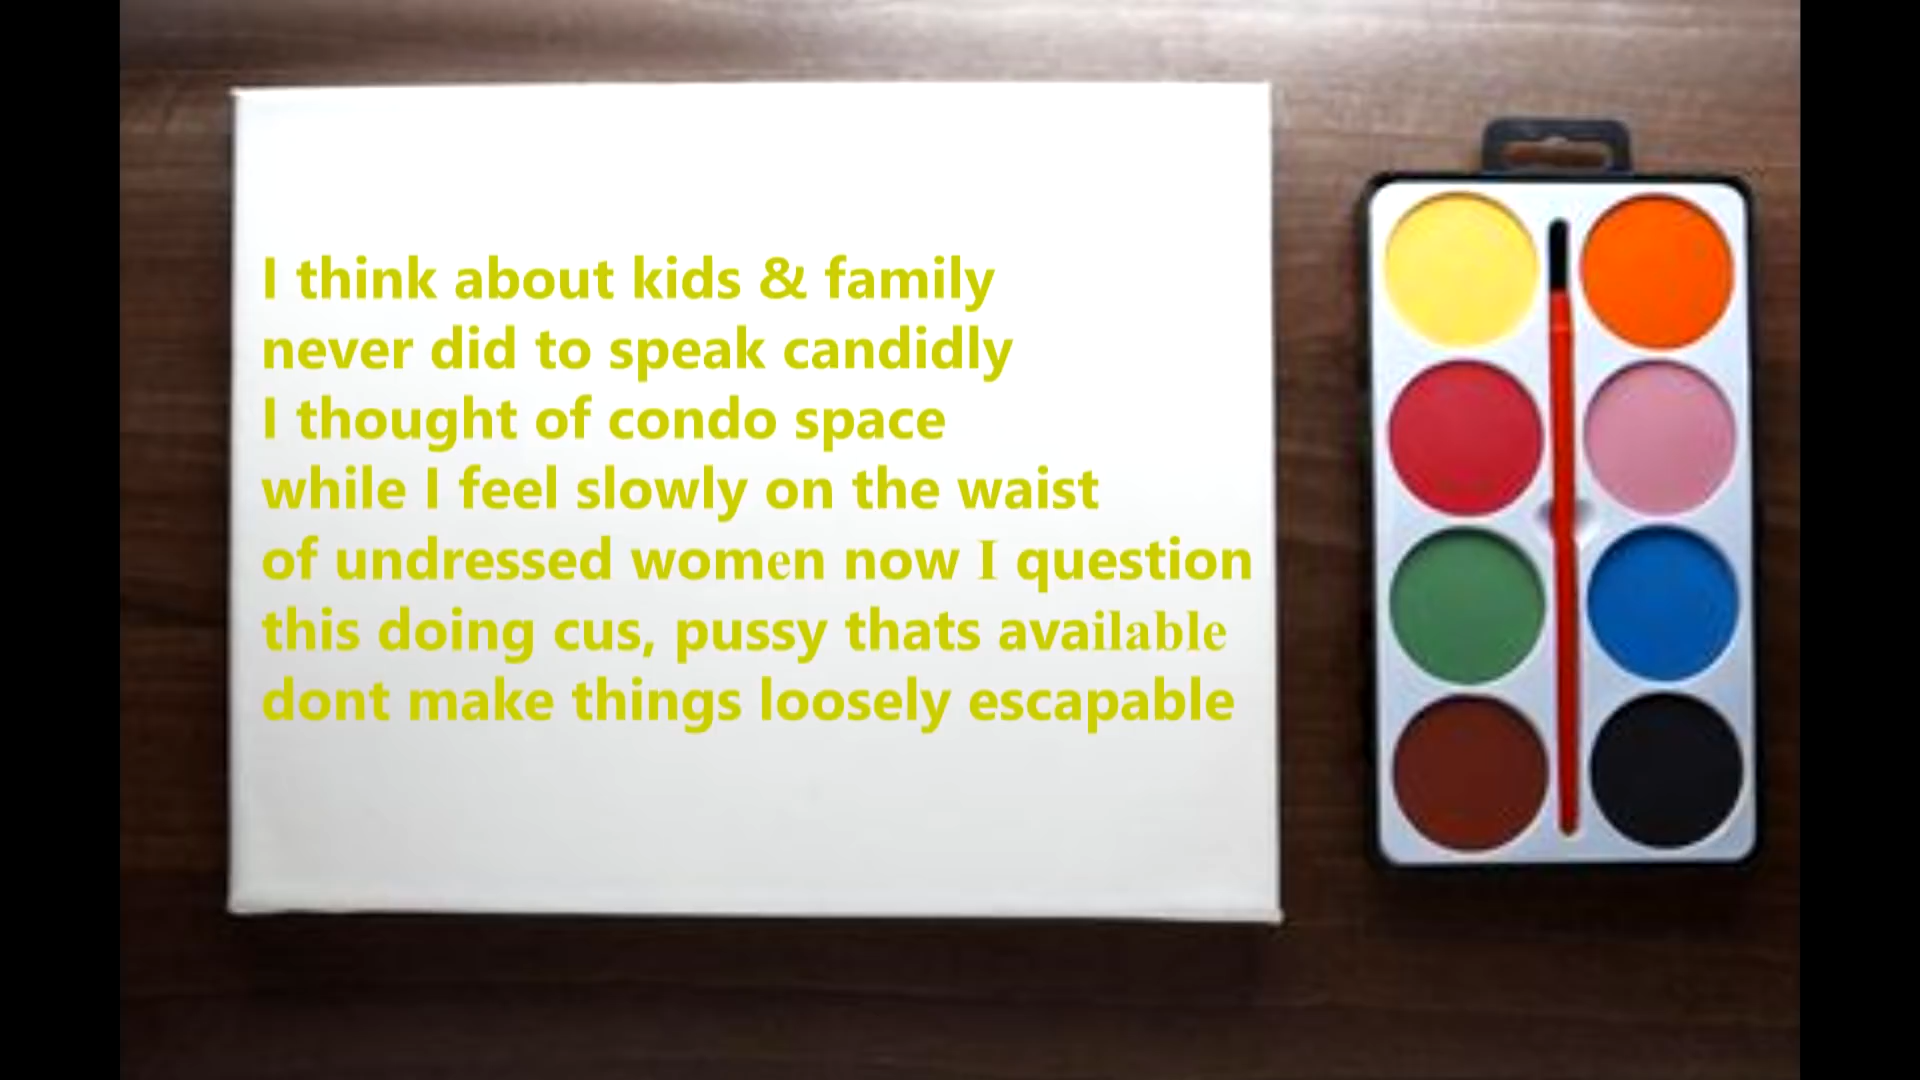 I think about kids & family
never did to speak candidly
I thought of condo space
while I feel slowly on the waist
of undressed women now I question
this doing cus, pussy thats available
dont make things loosely escapable